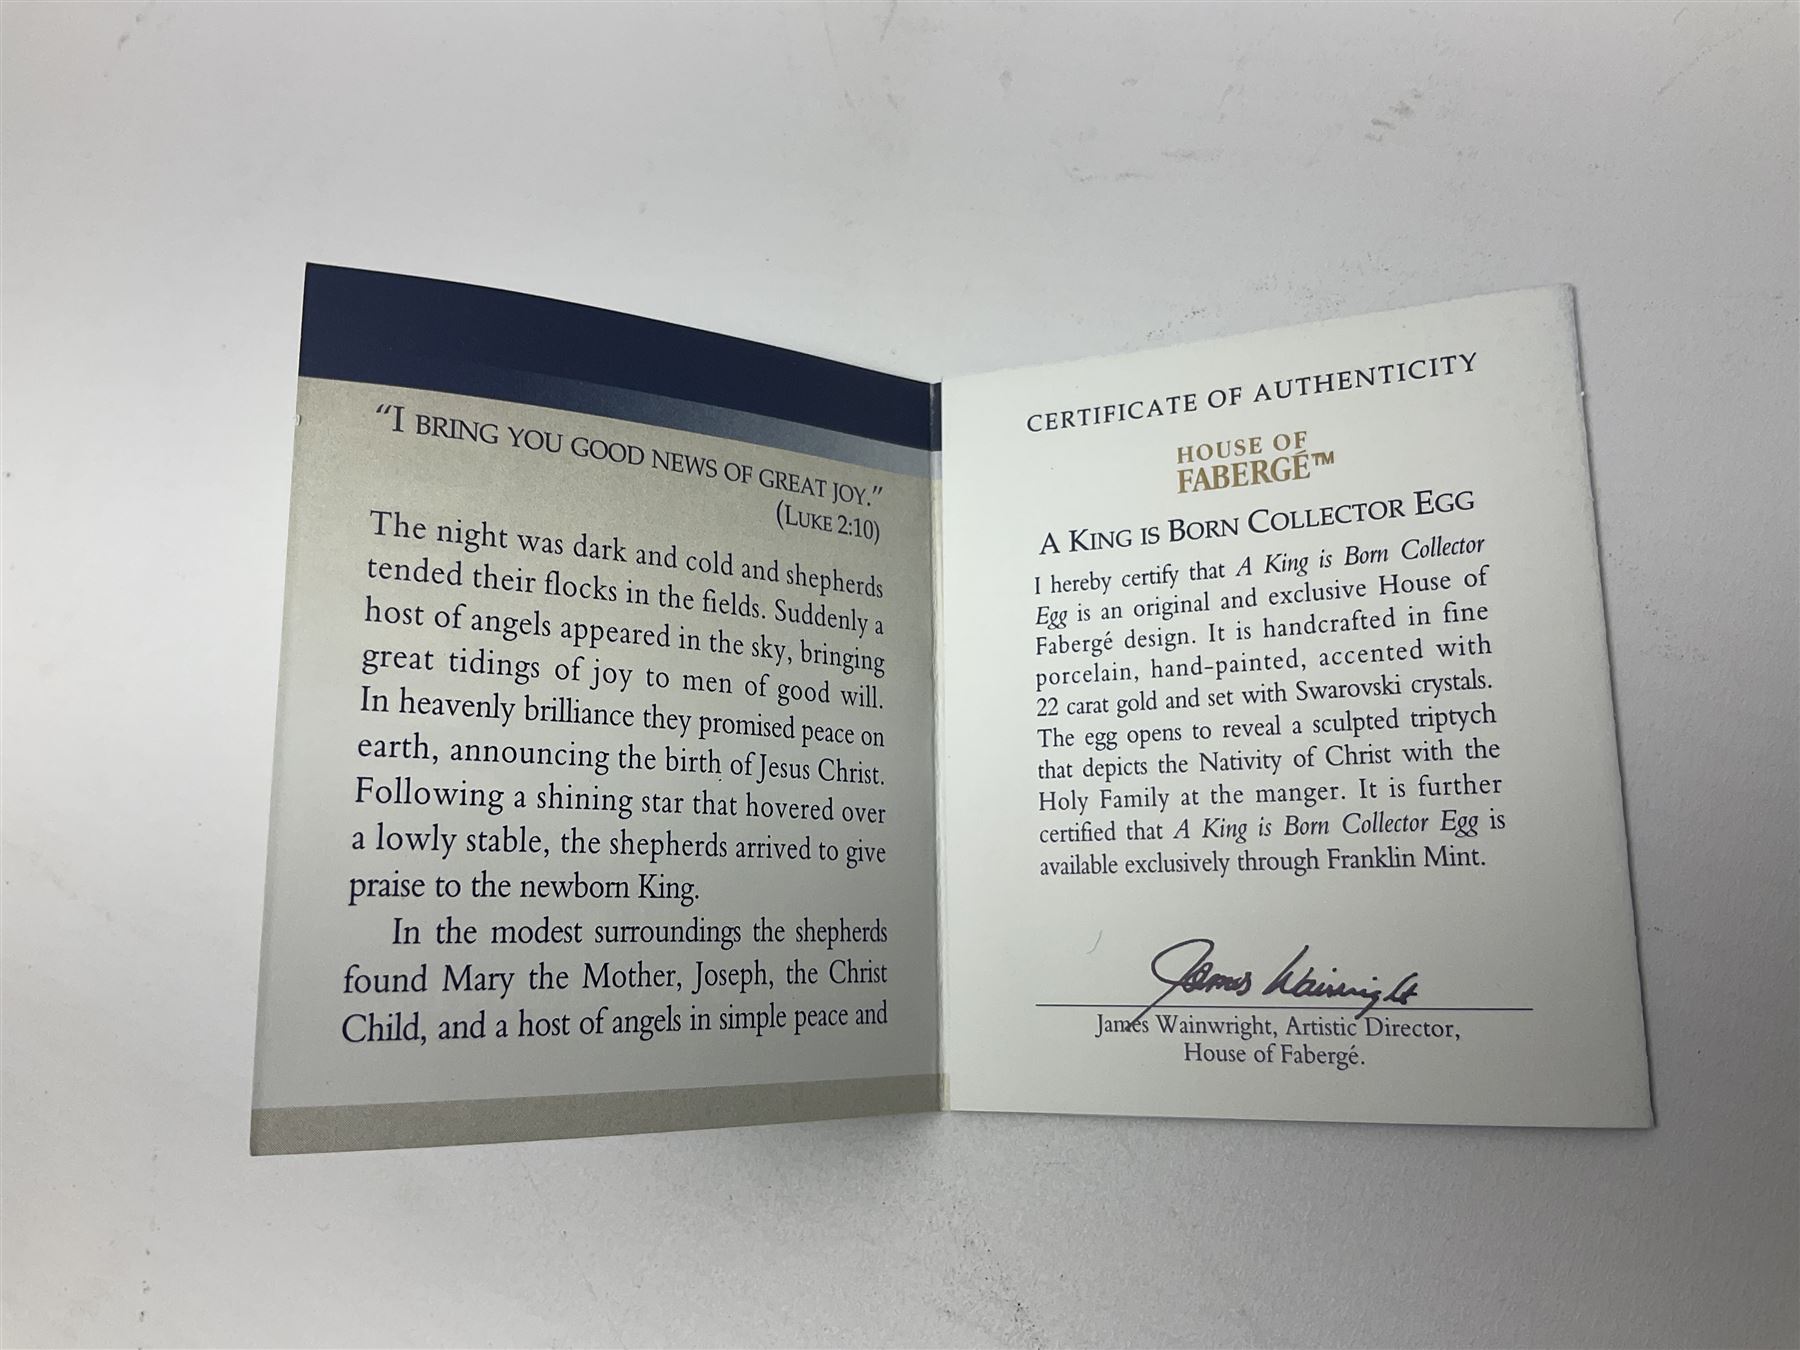 "I BRING YOU GOOD NEWS OF GREAT JOY."
(LUKE 2:10)
The night was dark and cold and shepherds
tended their flocks in the fields. Suddenly a
host of angels appeared in the sky, bringing
great tidings of joy to men of good will.
In heavenly brilliance they promised peace on
earth, announcing the birth of Jesus Christ.
Following a shining star that hovered over
a lowly stable, the shepherds arrived to give
praise to the newborn King.
In the modest surroundings the shepherds
found Mary the Mother, Joseph, the Christ
Child, and a host of angels in simple peace and
CERTIFICATE OF AUTHENTICITY
HOUSE OF
FABERGÉ™
A KING IS BORN COLLECTOR EGG
I hereby certify that A King is Born Collector
Egg is an original and exclusive House of
Fabergé design. It is handcrafted in fine
porcelain, hand-painted, accented with
22 carat gold and set with Swarovski crystals.
The egg opens to reveal a sculpted triptych
that depicts the Nativity of Christ with the
Holy Family at the manger. It is further
certified that A King is Born Collector Egg is
available exclusively through Franklin Mint.
James Wainwright
James Wainwright, Artistic Director,
House of Fabergé.